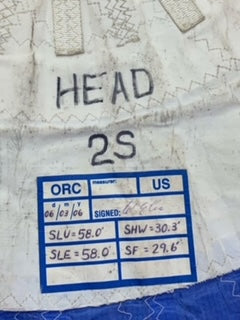 HEAD
2S
ORC measurer: US
d m y
06/03/06 SIGNED:
SLU=58.0' SHW=30.3'
SLE=58.0' SF=29.6'